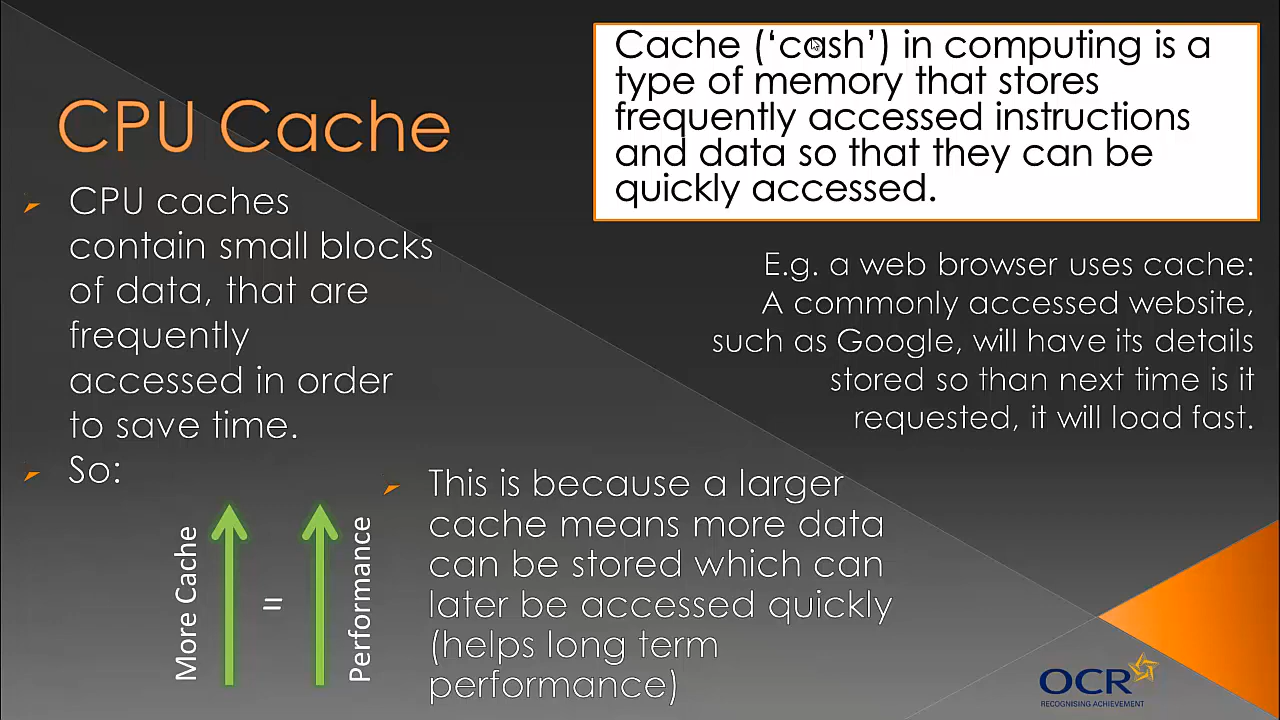 CPU Cache
Cache (‘cash’) in computing is a
type of memory that stores
frequently accessed instructions
and data so that they can be
quickly accessed.
CPU caches
contain small blocks
of data, that are
frequently
accessed in order
to save time.
So:
E.g. a web browser uses cache:
A commonly accessed website,
such as Google, will have its details
stored so than next time is it
requested, it will load fast.
More Cache
=
Performance
This is because a larger
cache means more data
can be stored which can
later be accessed quickly
(helps long term
performance)
OCR
RECOGNISING ACHIEVEMENT